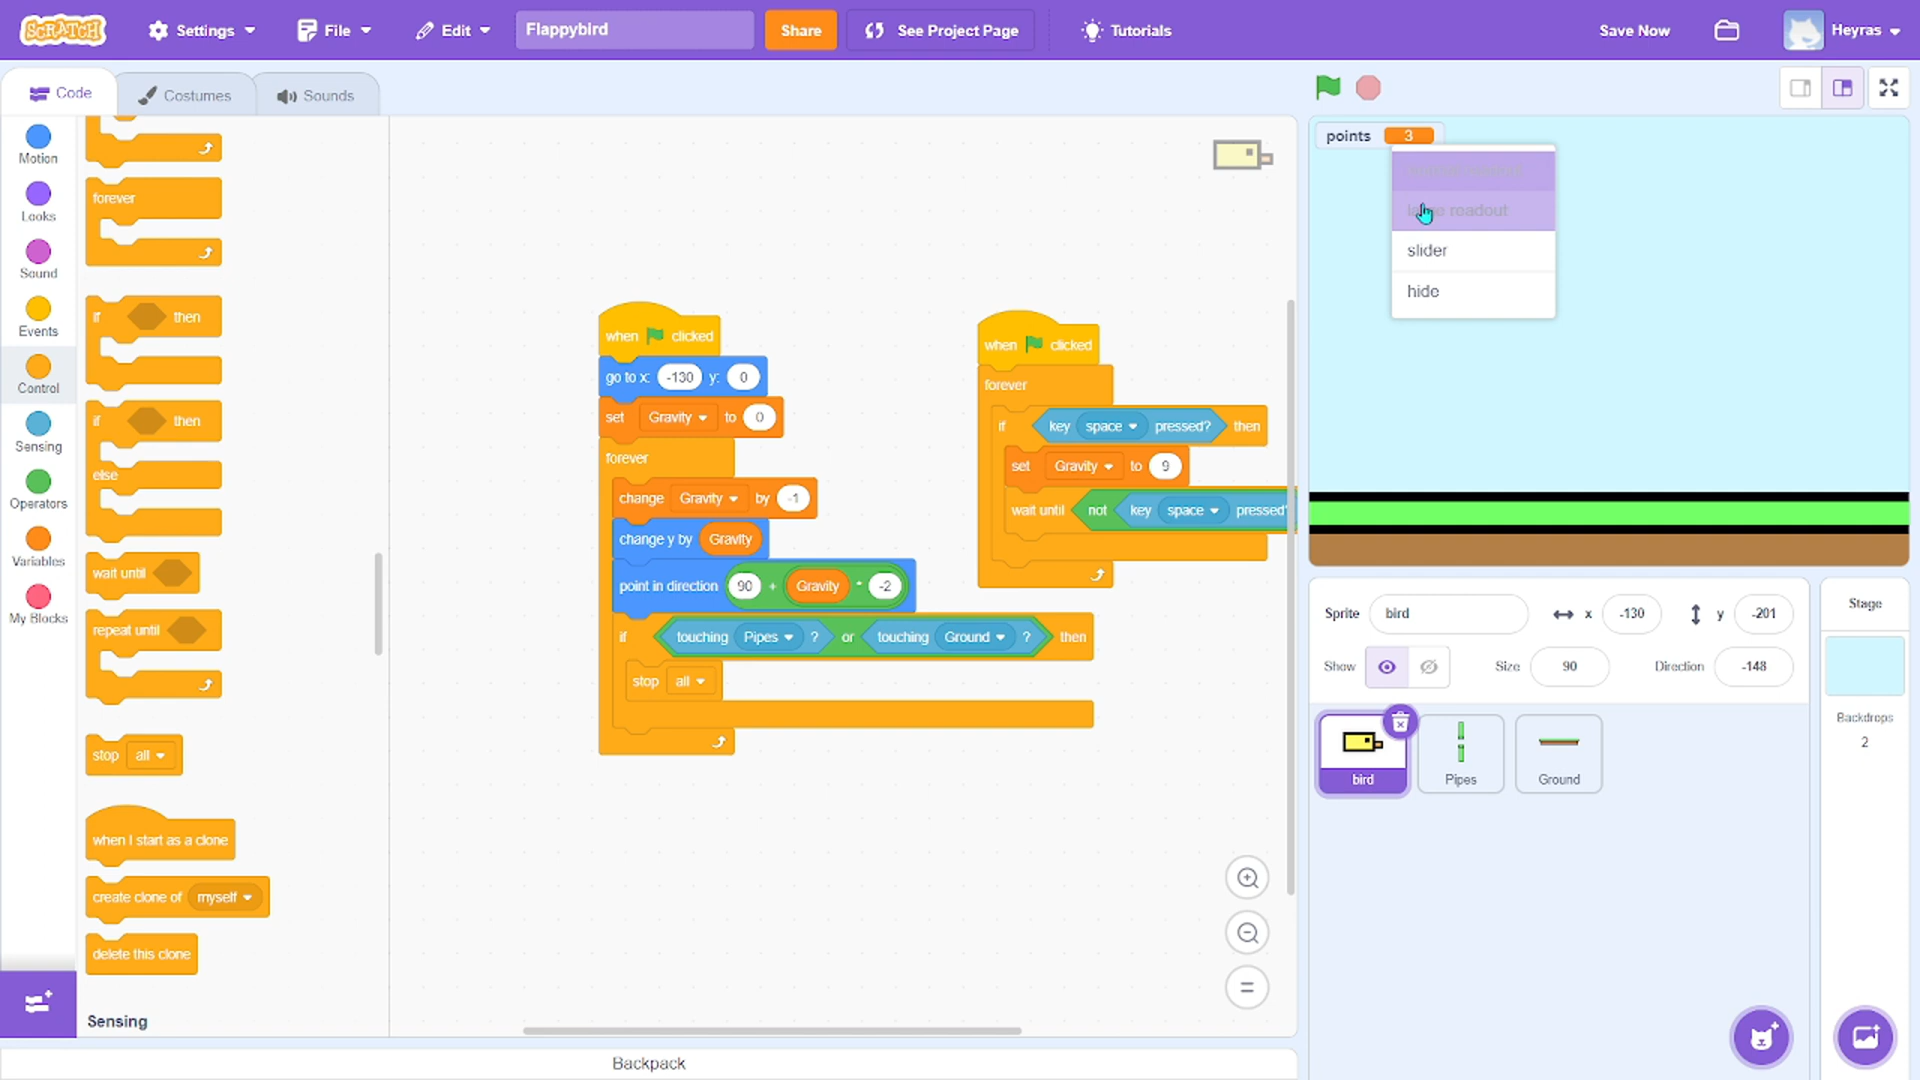 SCRATCH Settings File Edit Flappybird Share See Project Page Tutorials Save Now Heyras
Code Costumes Sounds
Motion
Looks
Sound
Events
Control
Sensing
Operators
Variables
My Blocks
forever
if then
if then
else
wait until
repeat until
stop all
when I start as a clone
create clone of myself
delete this clone
Sensing
when clicked
go to x: -130 y: 0
set Gravity to 0
forever
change Gravity by -1
change y by Gravity
point in direction 90 + Gravity * -2
if touching Pipes ? or touching Ground ? then
stop all
when clicked
forever
if key space pressed? then
set Gravity to 9
wait until not key space pressed?
points 3
readout
slider
hide
Sprite bird x -130 y -201
Show Size 90 Direction -148
bird
Pipes
Ground
Stage
Backdrops
2
Backpack